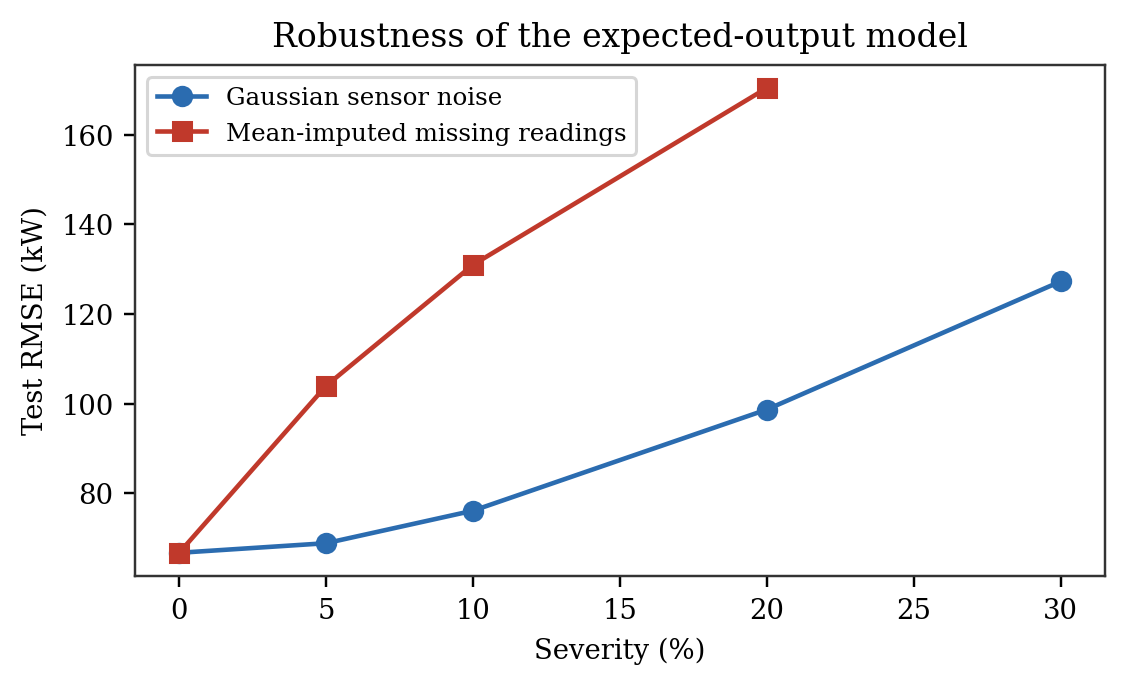 Robustness of the expected-output model
Gaussian sensor noise
Mean-imputed missing readings
Test RMSE (kW)
160
140
120
100
80
0 5 10 15 20 25 30
Severity (%)